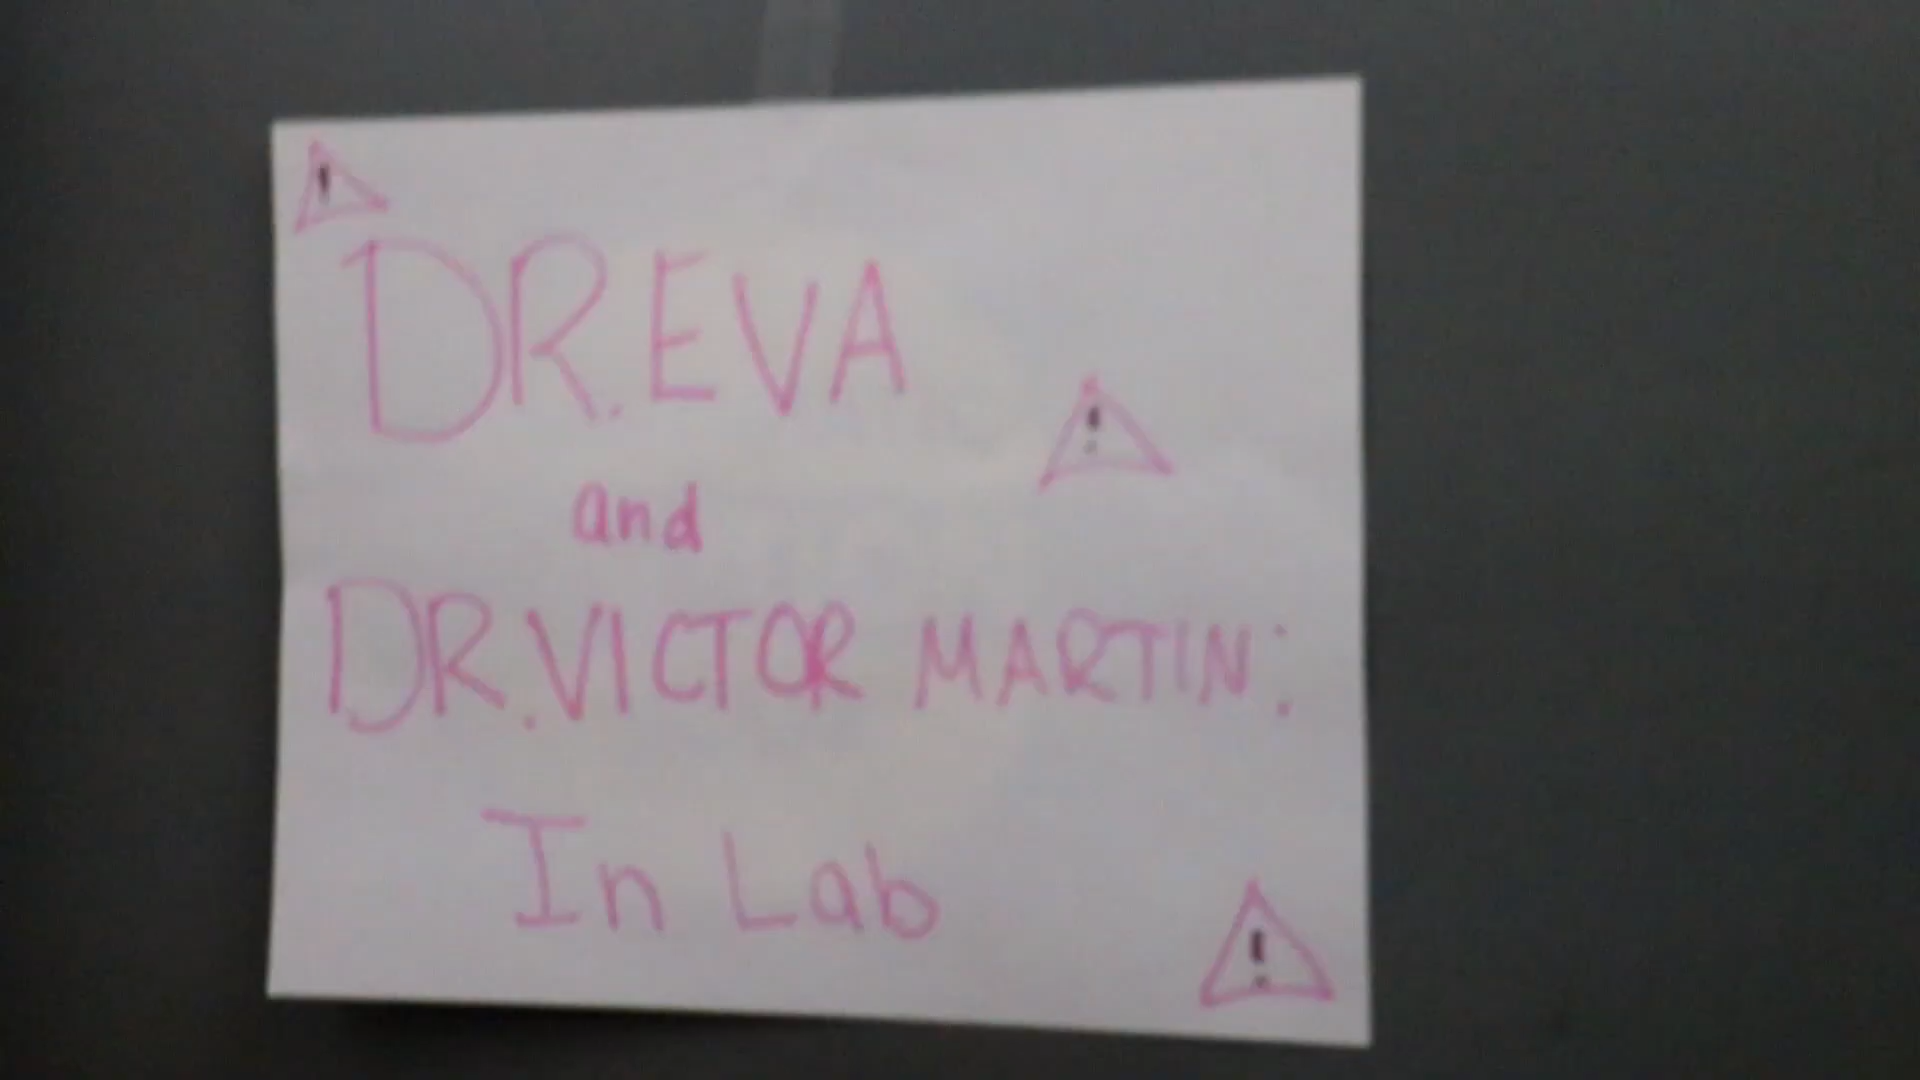 !
DR. EVA
!
and
DR. VICTOR MARTIN:
In Lab
!